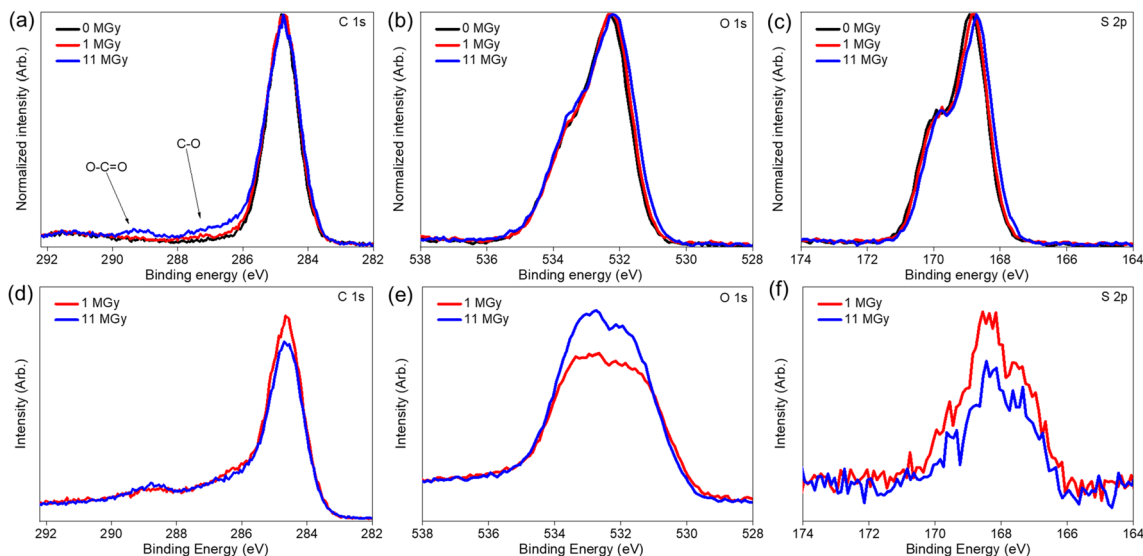 (a)
C 1s
0 MGy
1 MGy
11 MGy
C-O
O-C=O
Normalized intensity (Arb.)
292 290 288 286 284 282
Binding energy (eV)
(b)
O 1s
0 MGy
1 MGy
11 MGy
Normalized intensity (Arb.)
538 536 534 532 530 528
Binding energy (eV)
(c)
S 2p
0 MGy
1 MGy
11 MGy
Normalized intensity (Arb.)
174 172 170 168 166 164
Binding energy (eV)
(d)
C 1s
1 MGy
11 MGy
Intensity (Arb.)
292 290 288 286 284 282
Binding Energy (eV)
(e)
O 1s
1 MGy
11 MGy
Intensity (Arb.)
538 536 534 532 530 528
Binding Energy (eV)
(f)
S 2p
1 MGy
11 MGy
Intensity (Arb.)
174 172 170 168 166 164
Binding Energy (eV)